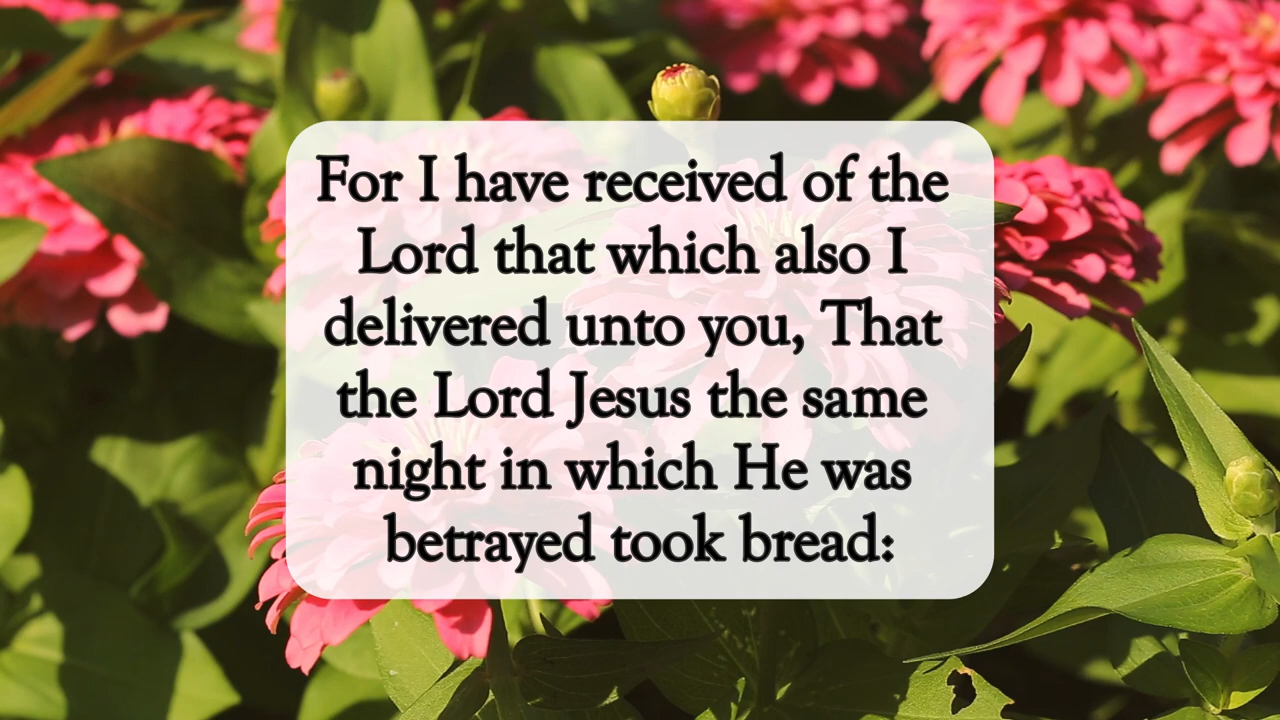 For I have received of the
Lord that which also I
delivered unto you, That
the Lord Jesus the same
night in which He was
betrayed took bread: